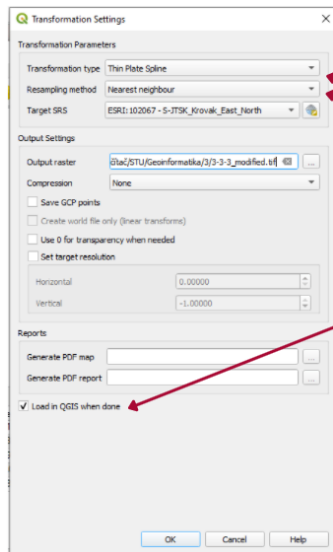 Transformation Settings
Transformation Parameters
Transformation type Thin Plate Spline
Resampling method Nearest neighbour
Target SRS ESRI:102067 - S-JTSK_Krovak_East_North
Output Settings
Output raster čítač/STU/Geoinformatika/3/3-3-3_modified.tif ...
Compression None
Save GCP points
Create world file only (linear transforms)
Use 0 for transparency when needed
Set target resolution
Horizontal 0.00000
Vertical -1.00000
Reports
Generate PDF map ...
Generate PDF report ...
Load in QGIS when done
OK Cancel Help